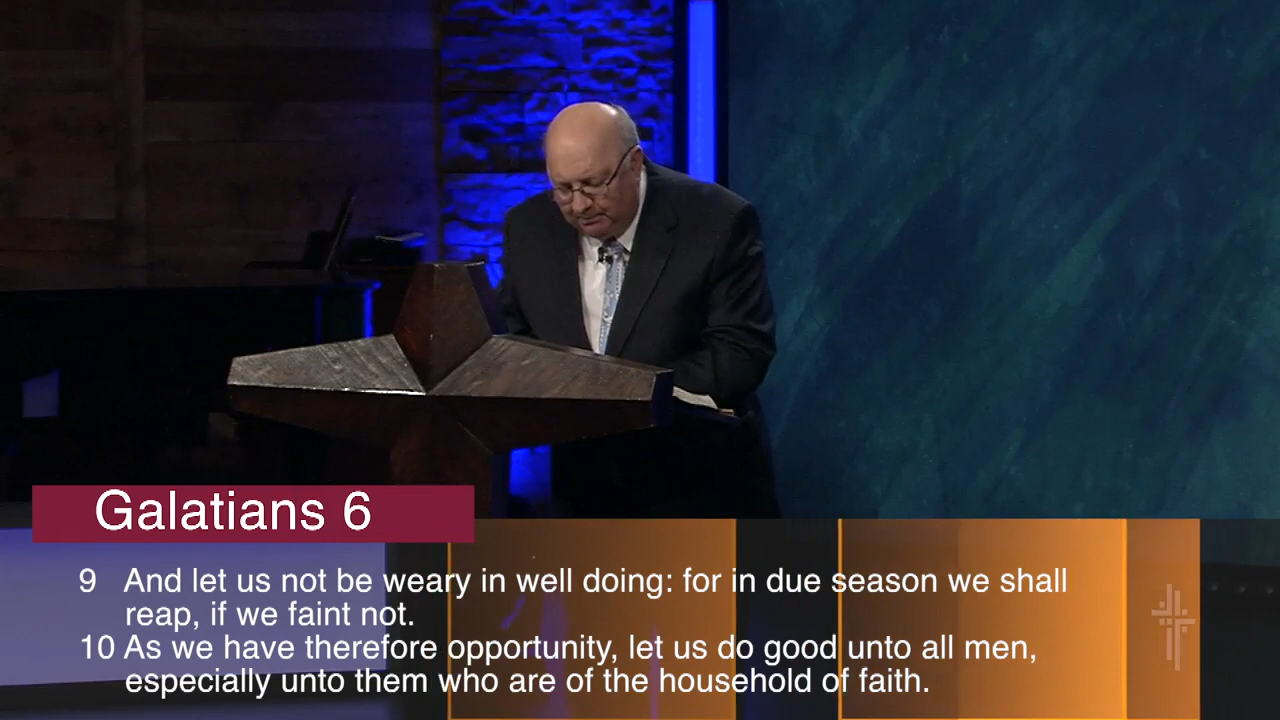 Galatians 6
9 And let us not be weary in well doing: for in due season we shall
reap, if we faint not.
10 As we have therefore opportunity, let us do good unto all men,
especially unto them who are of the household of faith.